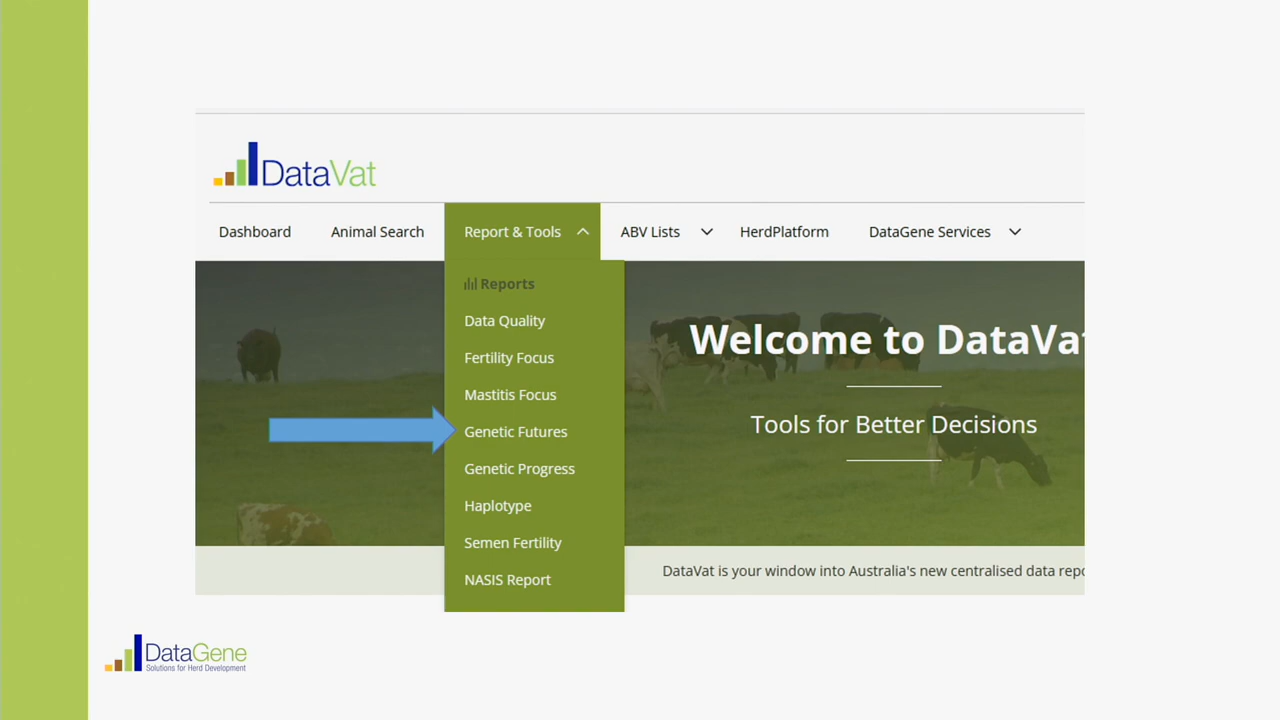 DataVat
Dashboard Animal Search Report & Tools ABV Lists HerdPlatform DataGene Services
Reports
Data Quality
Fertility Focus
Mastitis Focus
Genetic Futures
Genetic Progress
Haplotype
Semen Fertility
NASIS Report
Welcome to DataVat
Tools for Better Decisions
DataVat is your window into Australia's new centralised data repo
DataGene
Solutions for Herd Development